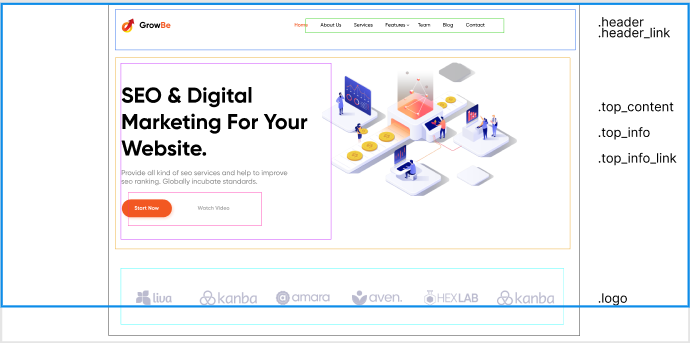 GrowBe
Home About Us Services Features Team Blog Contact
.header
.header_link
SEO & Digital
Marketing For Your
Website.
.top_content
.top_info
.top_info_link
Provide all kind of seo services and help to improve
seo ranking. Globally incubate standards.
Start Now Watch Video
liva kanba amara aven. HEXLAB kanba
.logo